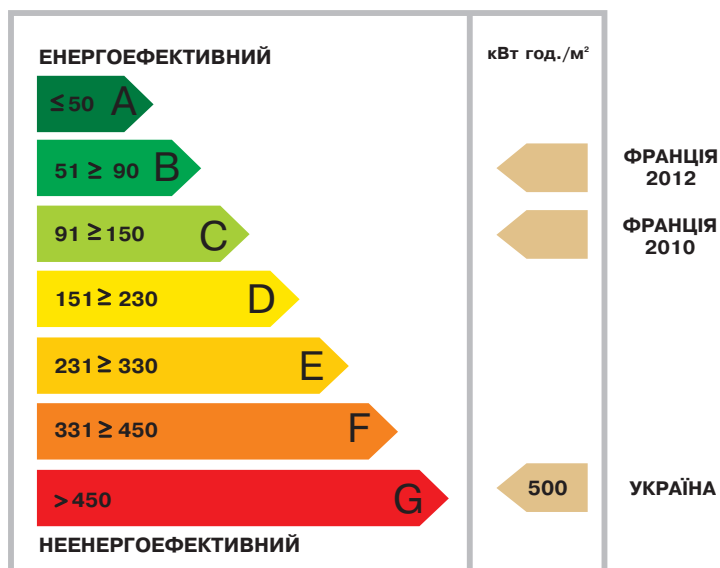 ЕНЕРГОЕФЕКТИВНИЙ
кВт год./м²
≤ 50 A
51 ≥ 90 B
ФРАНЦІЯ
2012
91 ≥ 150 C
ФРАНЦІЯ
2010
151 ≥ 230 D
231 ≥ 330 E
331 ≥ 450 F
> 450 G
500
УКРАЇНА
НЕЕНЕРГОЕФЕКТИВНИЙ